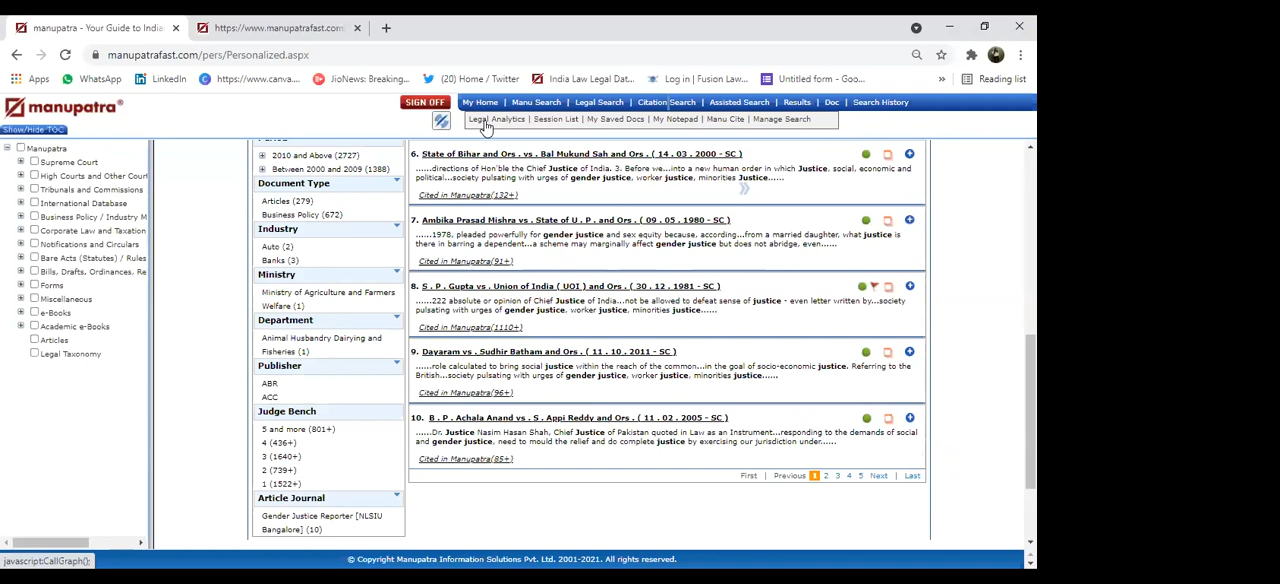 manupatra - Your Guide to India
https://www.manupatrafast.com/
manupatrafast.com/pers/Personalized.aspx
Apps
WhatsApp
LinkedIn
https://www.canva....
JioNews: Breaking...
(20) Home / Twitter
India Law Legal Dat...
Log in | Fusion Law...
Untitled form - Goo...
»
Reading list
manupatra®
SIGN OFF
My Home | Manu Search | Legal Search | Citation Search | Assisted Search | Results | Doc | Search History
Legal Analytics | Session List | My Saved Docs | My Notepad | Manu Cite | Manage Search
Show/Hide TOC
Manupatra
Supreme Court
High Courts and Other Court
Tribunals and Commissions
International Database
Business Policy / Industry M
Corporate Law and Taxation
Notifications and Circulars
Bare Acts (Statutes) / Rules
Bills, Drafts, Ordinances, Re
Forms
Miscellaneous
e-Books
Academic e-Books
Articles
Legal Taxonomy
2010 and Above (2727)
Between 2000 and 2009 (1388)
Document Type
Articles (279)
Business Policy (672)
Industry
Auto (2)
Banks (3)
Ministry
Ministry of Agriculture and Farmers
Welfare (1)
Department
Animal Husbandry Dairying and
Fisheries (1)
Publisher
ABR
ACC
Judge Bench
5 and more (801+)
4 (436+)
3 (1640+)
2 (739+)
1 (1522+)
Article Journal
Gender Justice Reporter [NLSIU
Bangalore] (10)
6. State of Bihar and Ors . vs . Bal Mukund Sah and Ors . ( 14 . 03 . 2000 - SC )
......directions of Hon'ble the Chief Justice of India. 3. Before we...into a new human order in which Justice, social, economic and
political...society pulsating with urges of gender justice, worker justice, minorities Justice......
Cited in Manupatra(132+)
7. Ambika Prasad Mishra vs . State of U . P . and Ors . ( 09 . 05 . 1980 - SC )
......1978, pleaded powerfully for gender justice and sex equity because, according...from a married daughter, what justice is
there in barring a dependent...a scheme may marginally affect gender justice but does not abridge, even......
Cited in Manupatra(91+)
8. S . P . Gupta vs . Union of India ( UOI ) and Ors . ( 30 . 12 . 1981 - SC )
......222 absolute or opinion of Chief Justice of India...not be allowed to defeat sense of justice - even letter written by...society
pulsating with urges of gender justice, worker justice, minorities justice......
Cited in Manupatra(1110+)
9. Dayaram vs . Sudhir Batham and Ors . ( 11 . 10 . 2011 - SC )
......role calculated to bring social justice within the reach of the common...in the goal of socio-economic justice. Referring to the
British...society pulsating with urges of gender justice, worker justice, minorities justice......
Cited in Manupatra(96+)
10. B . P . Achala Anand vs . S . Appi Reddy and Ors . ( 11 . 02 . 2005 - SC )
......Dr. Justice Nasim Hasan Shah, Chief Justice of Pakistan quoted in Law as an Instrument...responding to the demands of social
and gender justice, need to mould the relief and do complete justice by exercising our jurisdiction under......
Cited in Manupatra(85+)
First | Previous 1 2 3 4 5 Next | Last
javascript:CallGraph();
© Copyright Manupatra Information Solutions Pvt. Ltd. 2001-2021. All rights reserved.